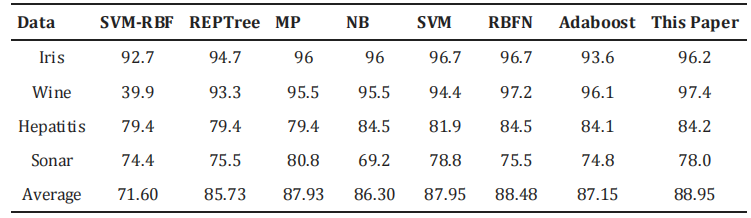 Data SVM-RBF REPTree MP NB SVM RBFN Adaboost This Paper
Iris 92.7 94.7 96 96 96.7 96.7 93.6 96.2
Wine 39.9 93.3 95.5 95.5 94.4 97.2 96.1 97.4
Hepatitis 79.4 79.4 79.4 84.5 81.9 84.5 84.1 84.2
Sonar 74.4 75.5 80.8 69.2 78.8 75.5 74.8 78.0
Average 71.60 85.73 87.93 86.30 87.95 88.48 87.15 88.95